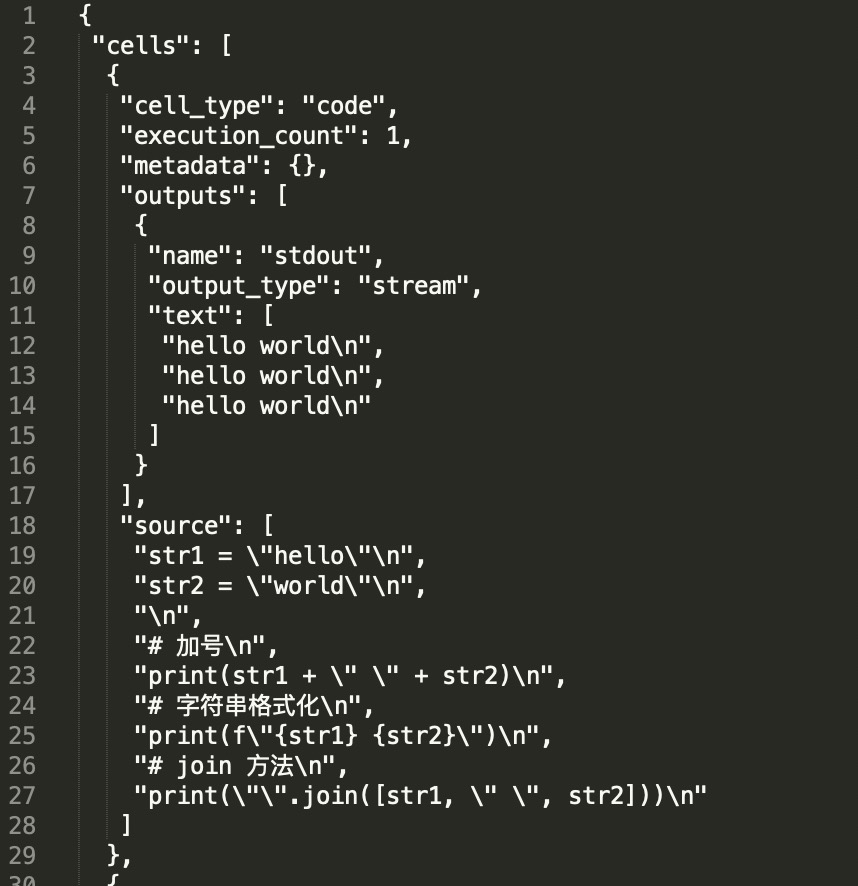 1 {
2 "cells": [
3 {
4 "cell_type": "code",
5 "execution_count": 1,
6 "metadata": {},
7 "outputs": [
8 {
9 "name": "stdout",
10 "output_type": "stream",
11 "text": [
12 "hello world\n",
13 "hello world\n",
14 "hello world\n"
15 ]
16 }
17 ],
18 "source": [
19 "str1 = \"hello\"\n",
20 "str2 = \"world\"\n",
21 "\n",
22 "# 加号\n",
23 "print(str1 + \" \" + str2)\n",
24 "# 字符串格式化\n",
25 "print(f\"{str1} {str2}\")\n",
26 "# join 方法\n",
27 "print(\"\".join([str1, \" \", str2]))\n"
28 ]
29 },
30 {